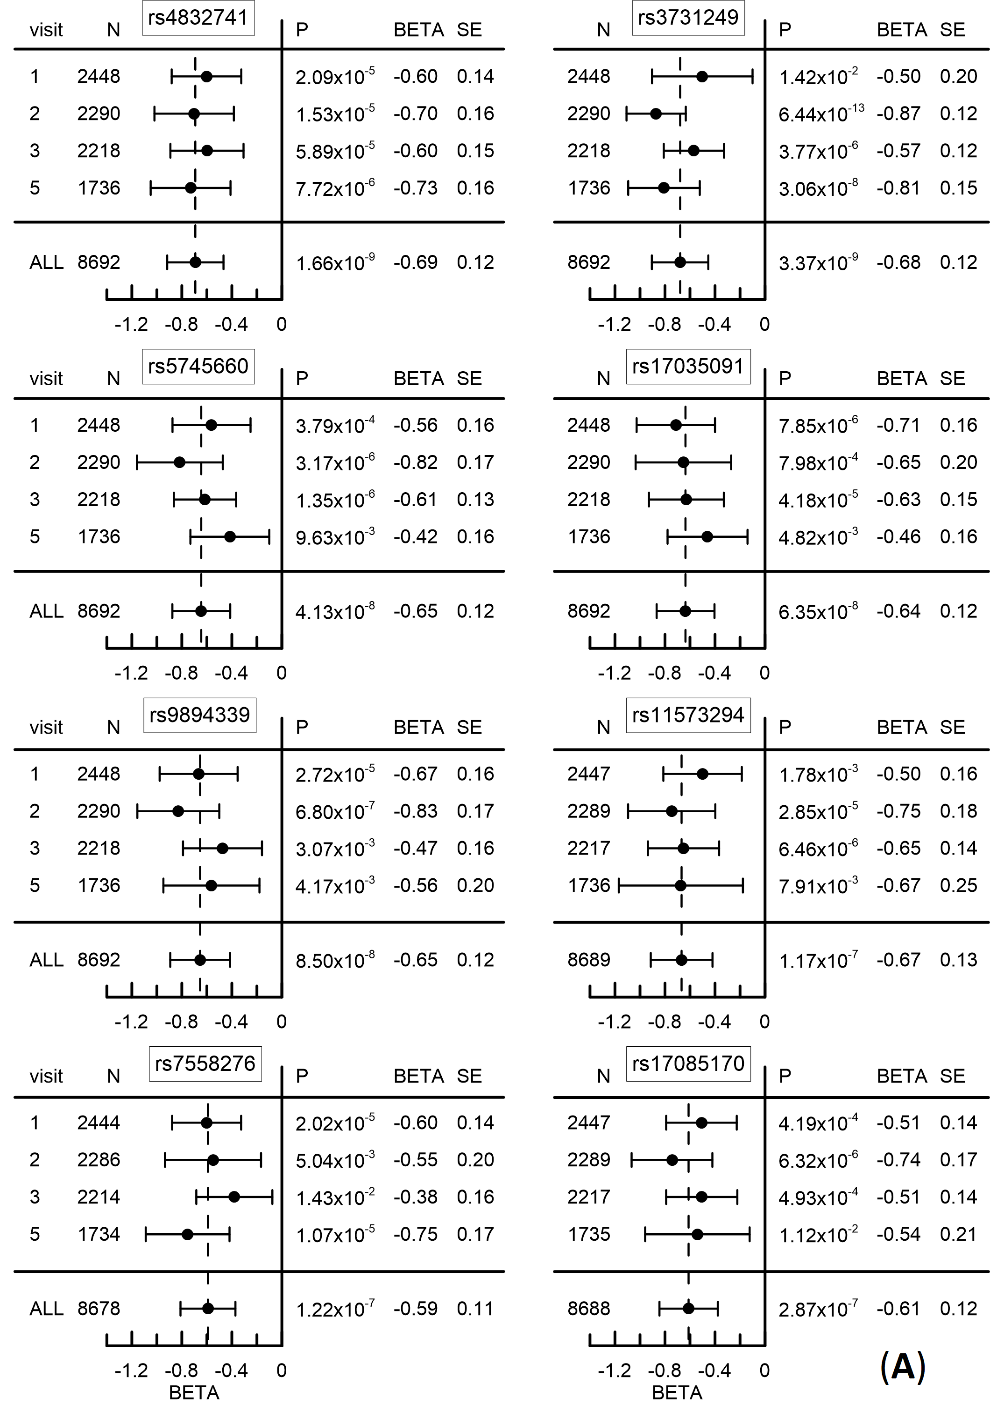 rs4832741 rs3731249
visit N P BETA SE N P BETA SE
1 2448 2.09x10⁻⁵ -0.60 0.14 2448 1.42x10⁻² -0.50 0.20
2 2290 1.53x10⁻⁵ -0.70 0.16 2290 6.44x10⁻¹³ -0.87 0.12
3 2218 5.89x10⁻⁵ -0.60 0.15 2218 3.77x10⁻⁶ -0.57 0.12
5 1736 7.72x10⁻⁶ -0.73 0.16 1736 3.06x10⁻⁸ -0.81 0.15
ALL 8692 1.66x10⁻⁹ -0.69 0.12 8692 3.37x10⁻⁹ -0.68 0.12
-1.2 -0.8 -0.4 0 -1.2 -0.8 -0.4 0
rs5745660 rs17035091
visit N P BETA SE N P BETA SE
1 2448 3.79x10⁻⁴ -0.56 0.16 2448 7.85x10⁻⁶ -0.71 0.16
2 2290 3.17x10⁻⁶ -0.82 0.17 2290 7.98x10⁻⁴ -0.65 0.20
3 2218 1.35x10⁻⁶ -0.61 0.13 2218 4.18x10⁻⁵ -0.63 0.15
5 1736 9.63x10⁻³ -0.42 0.16 1736 4.82x10⁻³ -0.46 0.16
ALL 8692 4.13x10⁻⁸ -0.65 0.12 8692 6.35x10⁻⁸ -0.64 0.12
-1.2 -0.8 -0.4 0 -1.2 -0.8 -0.4 0
rs9894339 rs11573294
visit N P BETA SE N P BETA SE
1 2448 2.72x10⁻⁵ -0.67 0.16 2447 1.78x10⁻³ -0.50 0.16
2 2290 6.80x10⁻⁷ -0.83 0.17 2289 2.85x10⁻⁵ -0.75 0.18
3 2218 3.07x10⁻³ -0.47 0.16 2217 6.46x10⁻⁶ -0.65 0.14
5 1736 4.17x10⁻³ -0.56 0.20 1736 7.91x10⁻³ -0.67 0.25
ALL 8692 8.50x10⁻⁸ -0.65 0.12 8689 1.17x10⁻⁷ -0.67 0.13
-1.2 -0.8 -0.4 0 -1.2 -0.8 -0.4 0
rs7558276 rs17085170
visit N P BETA SE N P BETA SE
1 2444 2.02x10⁻⁵ -0.60 0.14 2447 4.19x10⁻⁴ -0.51 0.14
2 2286 5.04x10⁻³ -0.55 0.20 2289 6.32x10⁻⁶ -0.74 0.17
3 2214 1.43x10⁻² -0.38 0.16 2217 4.93x10⁻⁴ -0.51 0.14
5 1734 1.07x10⁻⁵ -0.75 0.17 1735 1.12x10⁻² -0.54 0.21
ALL 8678 1.22x10⁻⁷ -0.59 0.11 8688 2.87x10⁻⁷ -0.61 0.12
-1.2 -0.8 -0.4 0 -1.2 -0.8 -0.4 0
BETA BETA
(A)